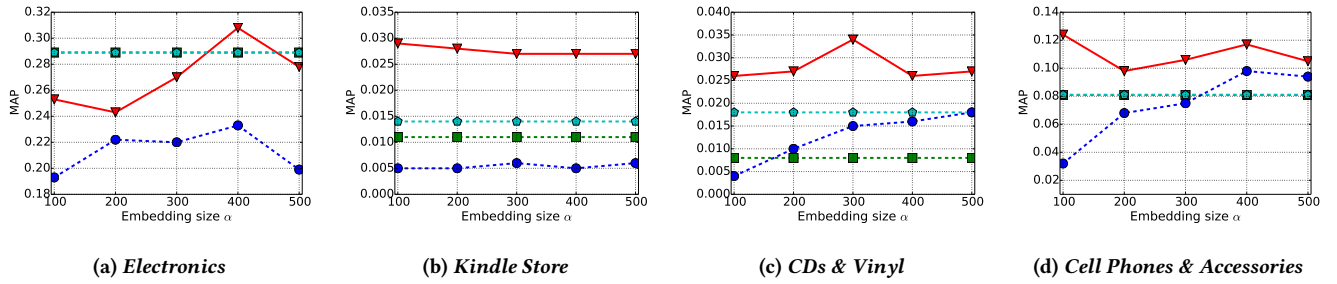 0.32
0.30
0.28
0.26
0.24
0.22
0.20
0.18
MAP
100 200 300 400 500
Embedding size α
(a) Electronics
0.035
0.030
0.025
0.020
0.015
0.010
0.005
0.000
MAP
100 200 300 400 500
Embedding size α
(b) Kindle Store
0.040
0.035
0.030
0.025
0.020
0.015
0.010
0.005
0.000
MAP
100 200 300 400 500
Embedding size α
(c) CDs & Vinyl
0.14
0.12
0.10
0.08
0.06
0.04
0.02
MAP
100 200 300 400 500
Embedding size α
(d) Cell Phones & Accessories